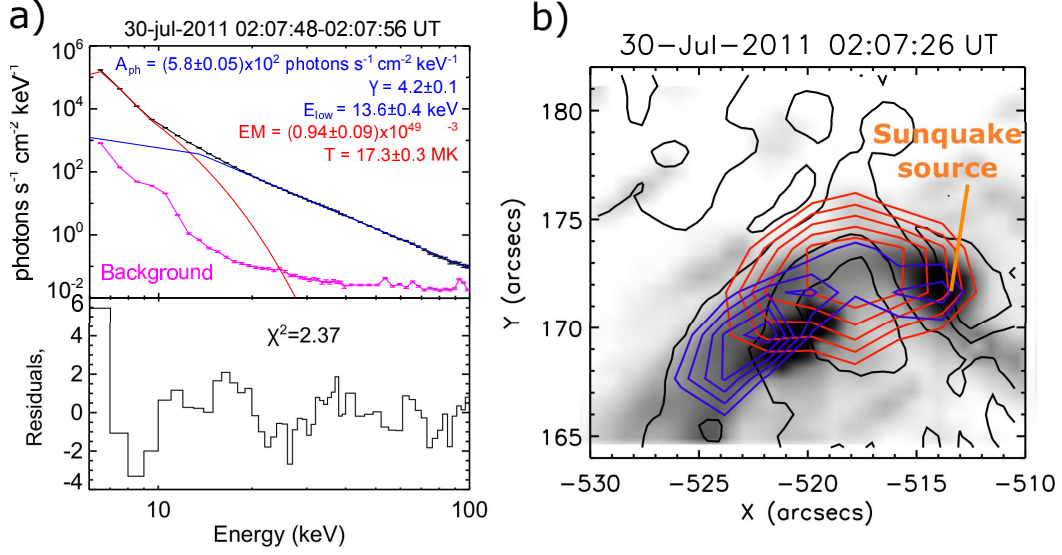 a)
30-jul-2011 02:07:48-02:07:56 UT
photons s⁻¹ cm⁻² keV⁻¹
10⁶
10⁴
10²
10⁰
10⁻²
A_ph = (5.8±0.05)x10² photons s⁻¹ cm⁻² keV⁻¹
γ = 4.2±0.1
E_low = 13.6±0.4 keV
EM = (0.94±0.09)x10⁴⁹ ⁻³
T = 17.3±0.3 MK
Background
Residuals,
6
4
2
0
-2
-4
χ²=2.37
10
100
Energy (keV)
b)
30-Jul-2011 02:07:26 UT
Y (arcsecs)
180
175
170
165
Sunquake
source
-530
-525
-520
-515
-510
X (arcsecs)